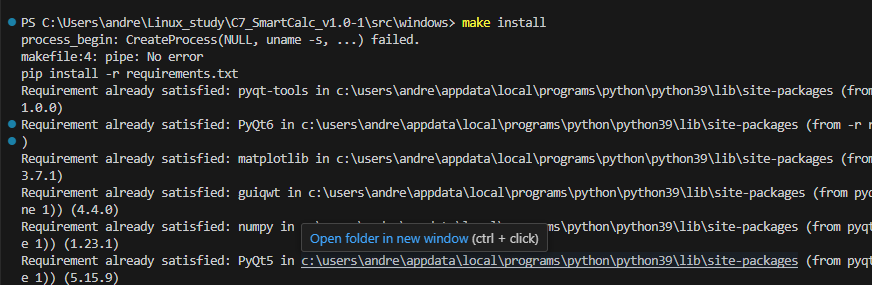 PS C:\Users\andre\Linux_study\C7_SmartCalc_v1.0-1\src\windows> make install
process_begin: CreateProcess(NULL, uname -s, ...) failed.
makefile:4: pipe: No error
pip install -r requirements.txt
Requirement already satisfied: pyqt-tools in c:\users\andre\appdata\local\programs\python\python39\lib\site-packages (from
1.0.0)
Requirement already satisfied: PyQt6 in c:\users\andre\appdata\local\programs\python\python39\lib\site-packages (from -r r
)
Requirement already satisfied: matplotlib in c:\users\andre\appdata\local\programs\python\python39\lib\site-packages (from
3.7.1)
Requirement already satisfied: guiqwt in c:\users\andre\appdata\local\programs\python\python39\lib\site-packages (from pyq
ne 1)) (4.4.0)
Requirement already satisfied: numpy in ms\python\python39\lib\site-packages (from pyqt
e 1)) (1.23.1)
Open folder in new window (ctrl + click)
Requirement already satisfied: PyQt5 in c:\users\andre\appdata\local\programs\python\python39\lib\site-packages (from pyqt
e 1)) (5.15.9)